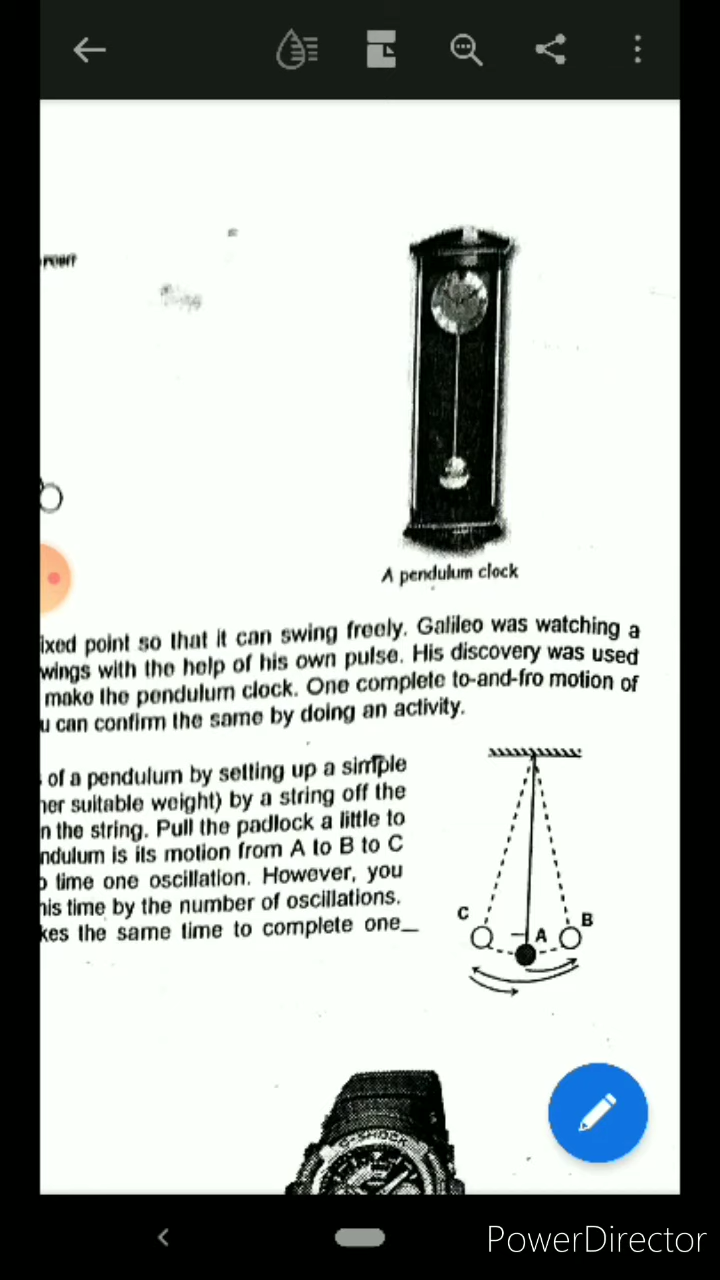 A pendulum clock
ixed point so that it can swing freely. Galileo was watching a
wings with the help of his own pulse. His discovery was used
make the pendulum clock. One complete to-and-fro motion of
u can confirm the same by doing an activity.
of a pendulum by setting up a simple
her suitable weight) by a string off the
n the string. Pull the padlock a little to
ndulum is its motion from A to B to C
o time one oscillation. However, you
his time by the number of oscillations.
kes the same time to complete one
C
A
B
G-SHOCK
PowerDirector